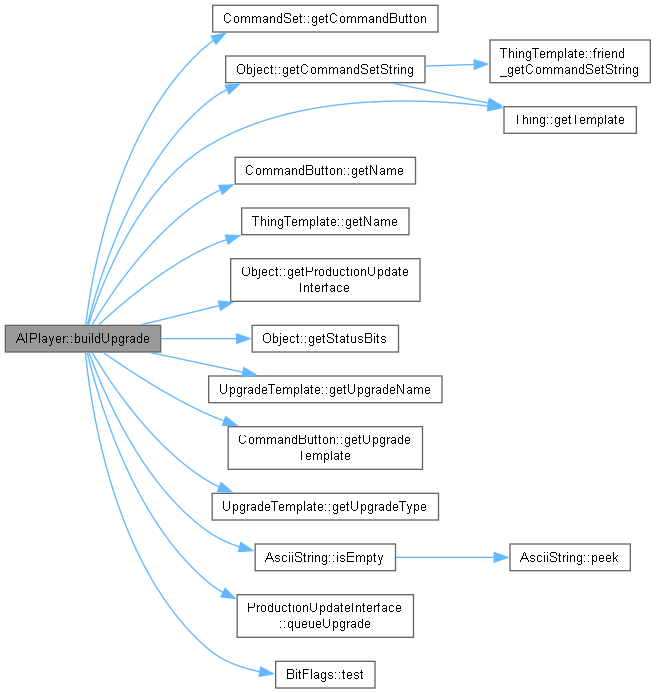 CommandSet::getCommandButton
Object::getCommandSetString
ThingTemplate::friend
_getCommandSetString
Thing::getTemplate
CommandButton::getName
ThingTemplate::getName
Object::getProductionUpdate
Interface
AIPlayer::buildUpgrade
Object::getStatusBits
UpgradeTemplate::getUpgradeName
CommandButton::getUpgrade
Template
UpgradeTemplate::getUpgradeType
AsciiString::isEmpty
AsciiString::peek
ProductionUpdateInterface
::queueUpgrade
BitFlags::test